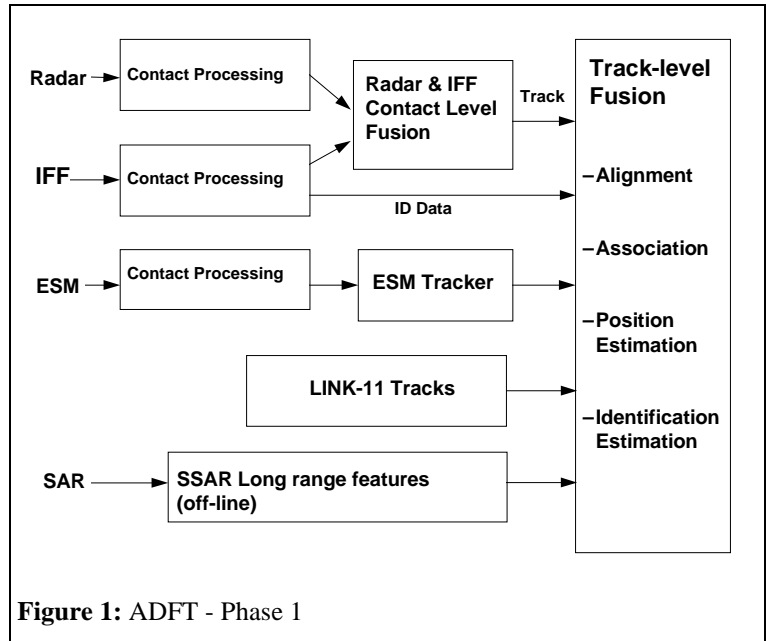 Radar
Contact Processing
Radar & IFF
Contact Level
Fusion
Track
Track-level
Fusion
IFF
Contact Processing
ID Data
–Alignment
–Association
–Position
Estimation
–Identification
Estimation
ESM
Contact Processing
ESM Tracker
LINK-11 Tracks
SAR
SSAR Long range features
(off-line)
Figure 1: ADFT - Phase 1